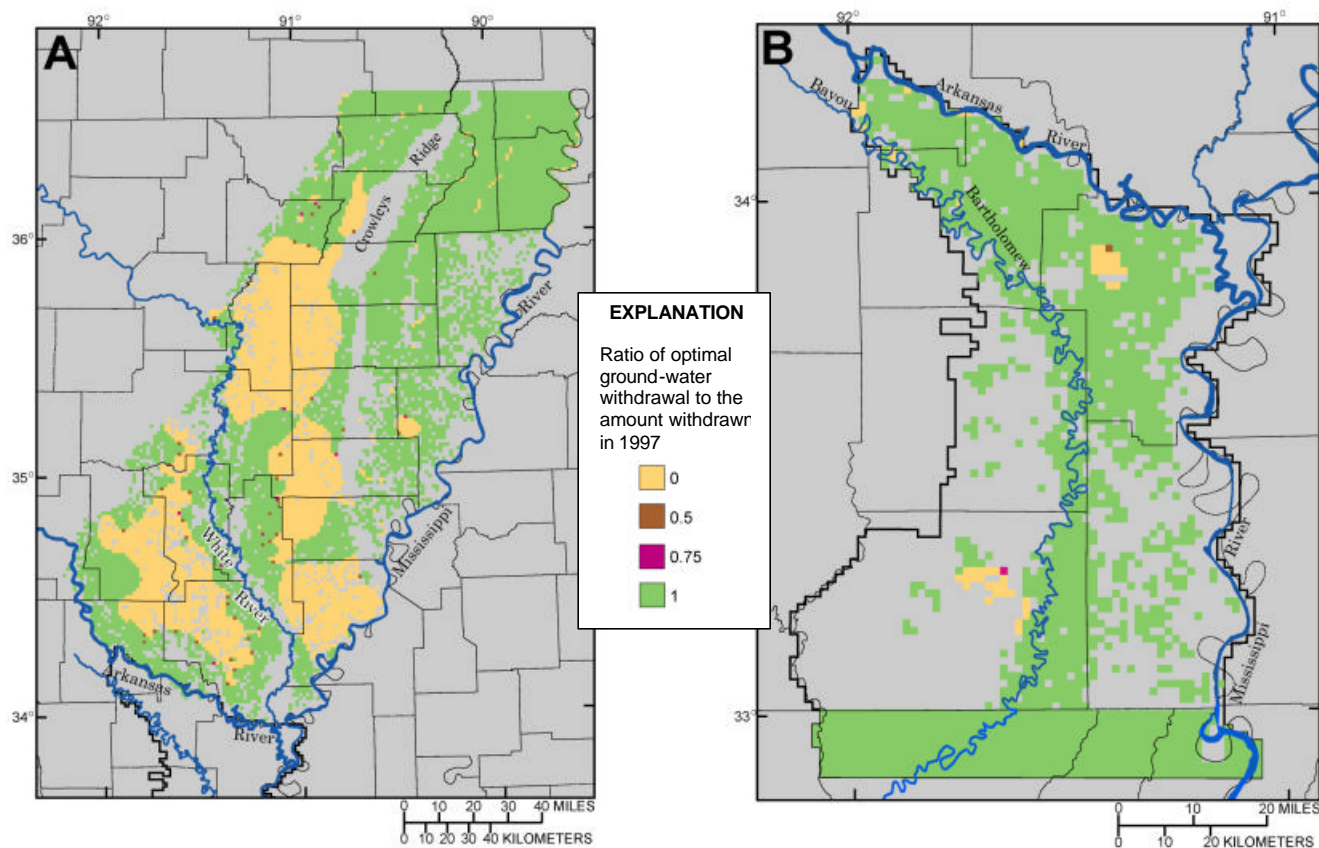 92° 91° 90°
A
36°
35°
34°
Ridge
Crowleys
River
White
River
Mississippi
Arkansas
River
0 10 20 30 40 MILES
0 10 20 30 40 KILOMETERS
EXPLANATION
Ratio of optimal
ground-water
withdrawal to the
amount withdrawn
in 1997
0
0.5
0.75
1
92° 91°
B
34°
33°
Bayou
Arkansas
River
Bartholomew
River
Mississippi
0 10 20 MILES
0 10 20 KILOMETERS